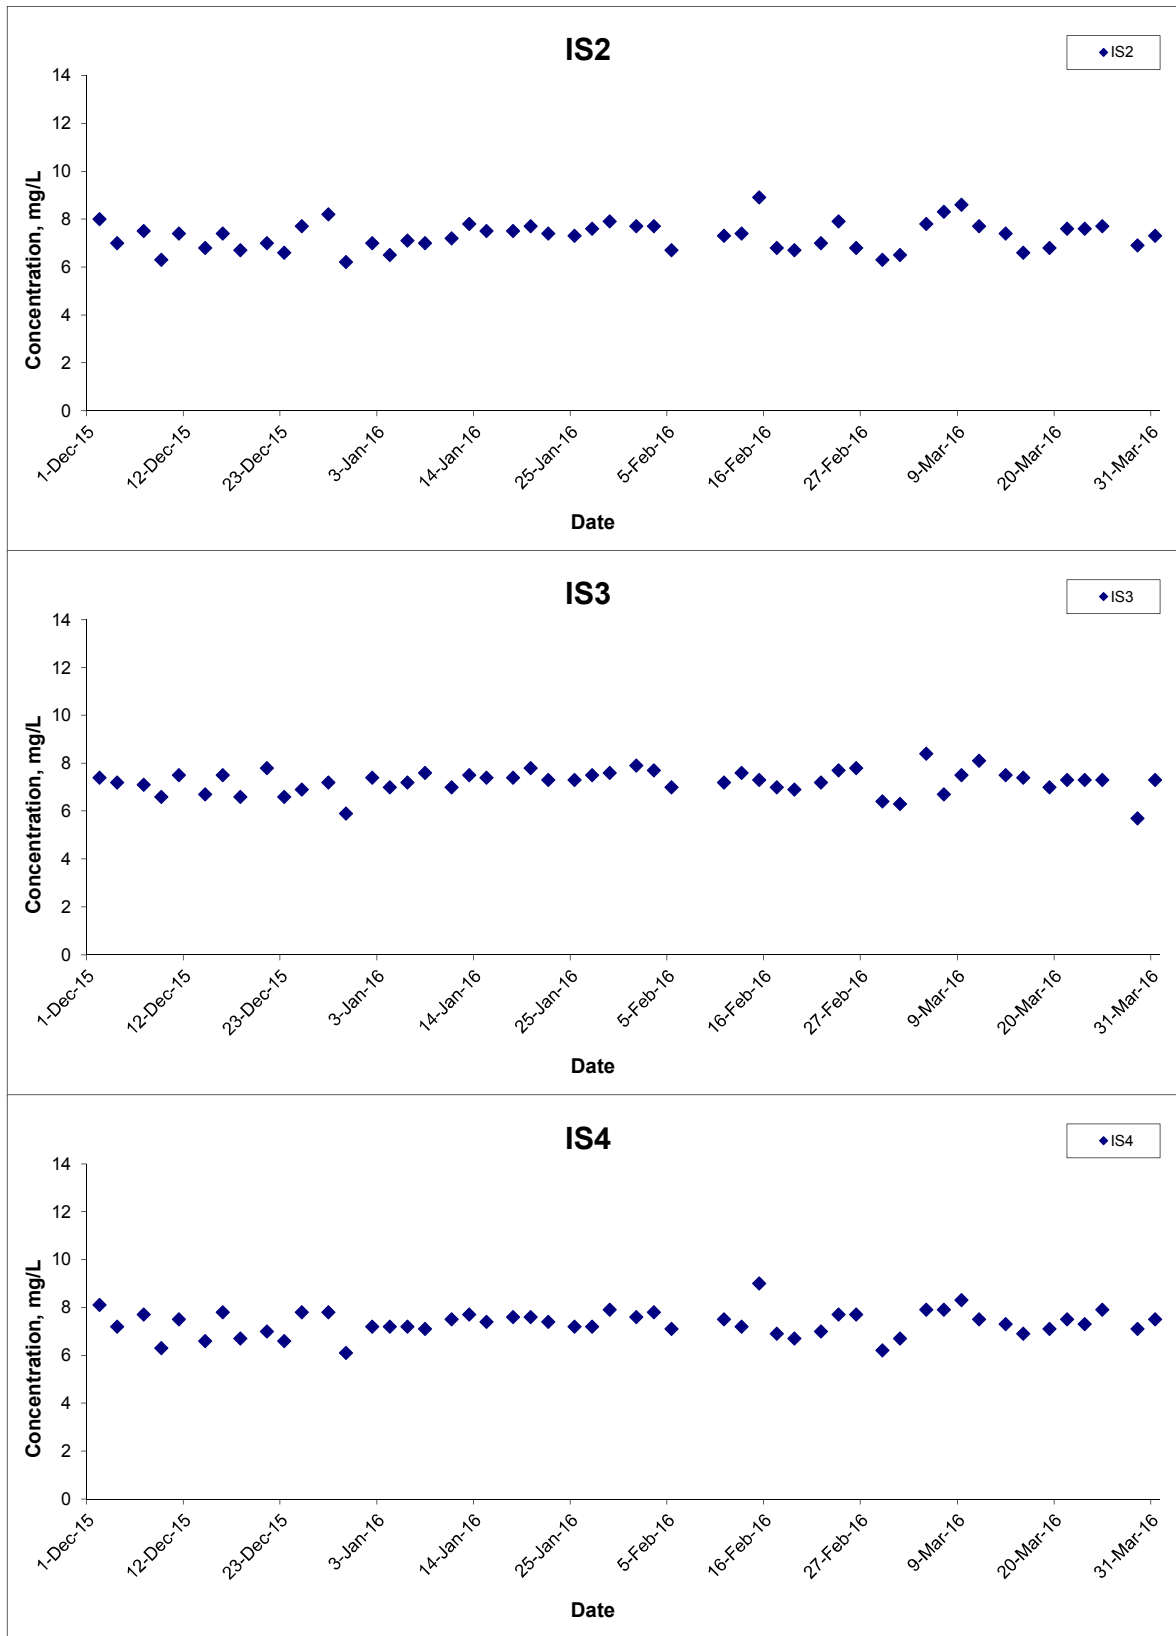 IS2
IS2
Concentration, mg/L
14
12
10
8
6
4
2
0
1-Dec-15
12-Dec-15
23-Dec-15
3-Jan-16
14-Jan-16
25-Jan-16
5-Feb-16
16-Feb-16
27-Feb-16
9-Mar-16
20-Mar-16
31-Mar-16
Date
IS3
IS3
Concentration, mg/L
14
12
10
8
6
4
2
0
1-Dec-15
12-Dec-15
23-Dec-15
3-Jan-16
14-Jan-16
25-Jan-16
5-Feb-16
16-Feb-16
27-Feb-16
9-Mar-16
20-Mar-16
31-Mar-16
Date
IS4
IS4
Concentration, mg/L
14
12
10
8
6
4
2
0
1-Dec-15
12-Dec-15
23-Dec-15
3-Jan-16
14-Jan-16
25-Jan-16
5-Feb-16
16-Feb-16
27-Feb-16
9-Mar-16
20-Mar-16
31-Mar-16
Date